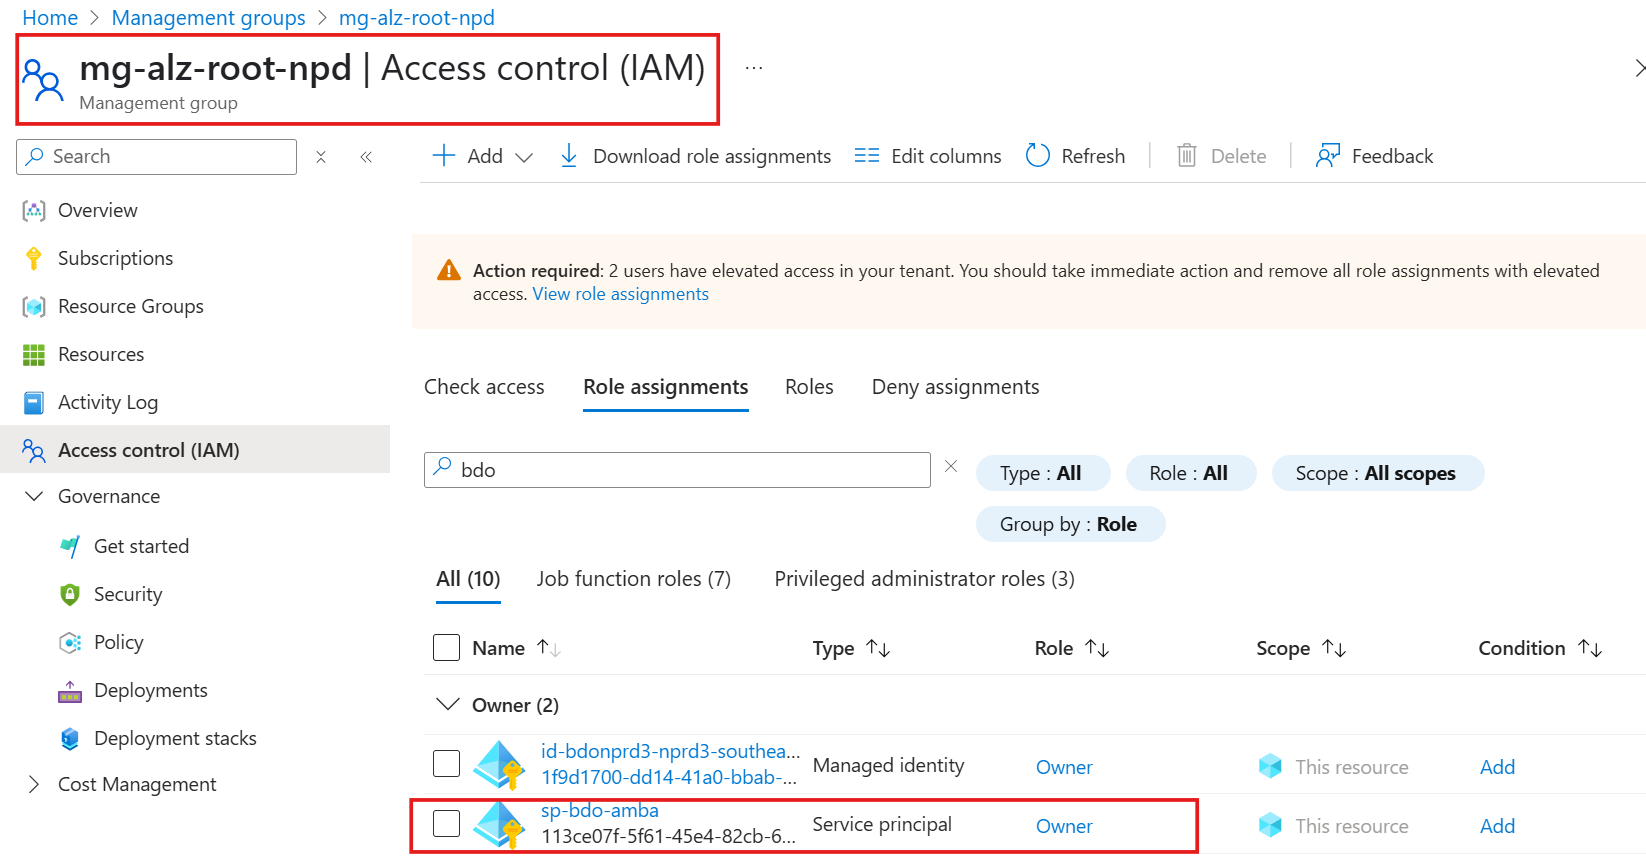 Home > Management groups > mg-alz-root-npd
mg-alz-root-npd | Access control (IAM) ...
Management group
Search
Add
Download role assignments
Edit columns
Refresh
Delete
Feedback
Overview
Subscriptions
Resource Groups
Resources
Activity Log
Access control (IAM)
Governance
Get started
Security
Policy
Deployments
Deployment stacks
Cost Management
Action required: 2 users have elevated access in your tenant. You should take immediate action and remove all role assignments with elevated
access. View role assignments
Check access Role assignments Roles Deny assignments
bdo
Type : All Role : All Scope : All scopes
Group by : Role
All (10) Job function roles (7) Privileged administrator roles (3)
Name Type Role Scope Condition
Owner (2)
id-bdonprd3-nprd3-southea...
1f9d1700-dd14-41a0-bbab-...
Managed identity Owner This resource Add
sp-bdo-amba
113ce07f-5f61-45e4-82cb-6...
Service principal Owner This resource Add